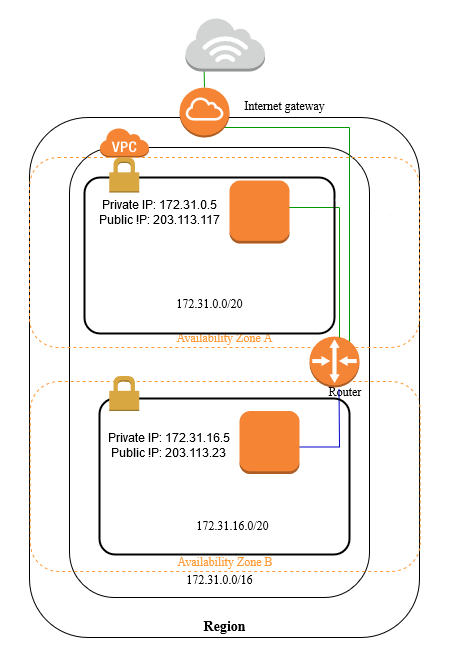 Internet gateway
VPC
Private IP: 172.31.0.5
Public !P: 203.113.117
172.31.0.0/20
Availability Zone A
Router
Private IP: 172.31.16.5
Public !P: 203.113.23
172.31.16.0/20
Availability Zone B
172.31.0.0/16
Region